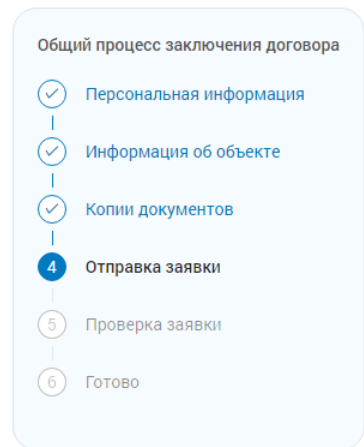 Общий процесс заключения договора
Персональная информация
Информация об объекте
Копии документов
4 Отправка заявки
5 Проверка заявки
6 Готово